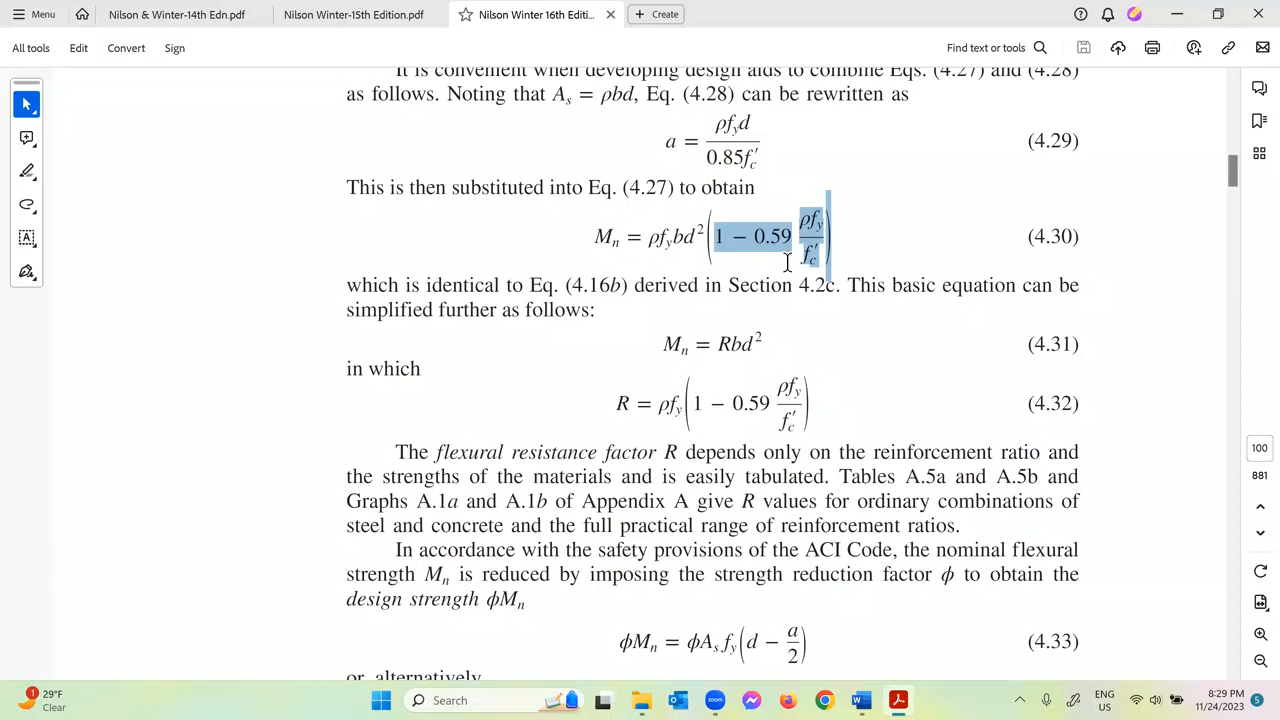 Menu
Nilson & Winter-14th Edn.pdf
Nilson Winter-15th Edition.pdf
Nilson Winter 16th Editi...
Create
All tools Edit Convert Sign
Find text or tools
It is convenient when developing design aids to combine Eqs. (4.27) and (4.28)
as follows. Noting that A_s = ρbd, Eq. (4.28) can be rewritten as
a = ρf_yd / 0.85f_c′ (4.29)
This is then substituted into Eq. (4.27) to obtain
M_n = ρf_ybd² (1 − 0.59 ρf_y / f_c′) (4.30)
which is identical to Eq. (4.16b) derived in Section 4.2c. This basic equation can be
simplified further as follows:
M_n = Rbd² (4.31)
in which
R = ρf_y (1 − 0.59 ρf_y / f_c′) (4.32)
The flexural resistance factor R depends only on the reinforcement ratio and
the strengths of the materials and is easily tabulated. Tables A.5a and A.5b and
Graphs A.1a and A.1b of Appendix A give R values for ordinary combinations of
steel and concrete and the full practical range of reinforcement ratios.
In accordance with the safety provisions of the ACI Code, the nominal flexural
strength M_n is reduced by imposing the strength reduction factor ϕ to obtain the
design strength ϕM_n
ϕM_n = ϕA_s f_y (d − a / 2) (4.33)
or, alternatively
100
881
1
29°F
Clear
Search
ENG
US
8:29 PM
11/24/2023
5